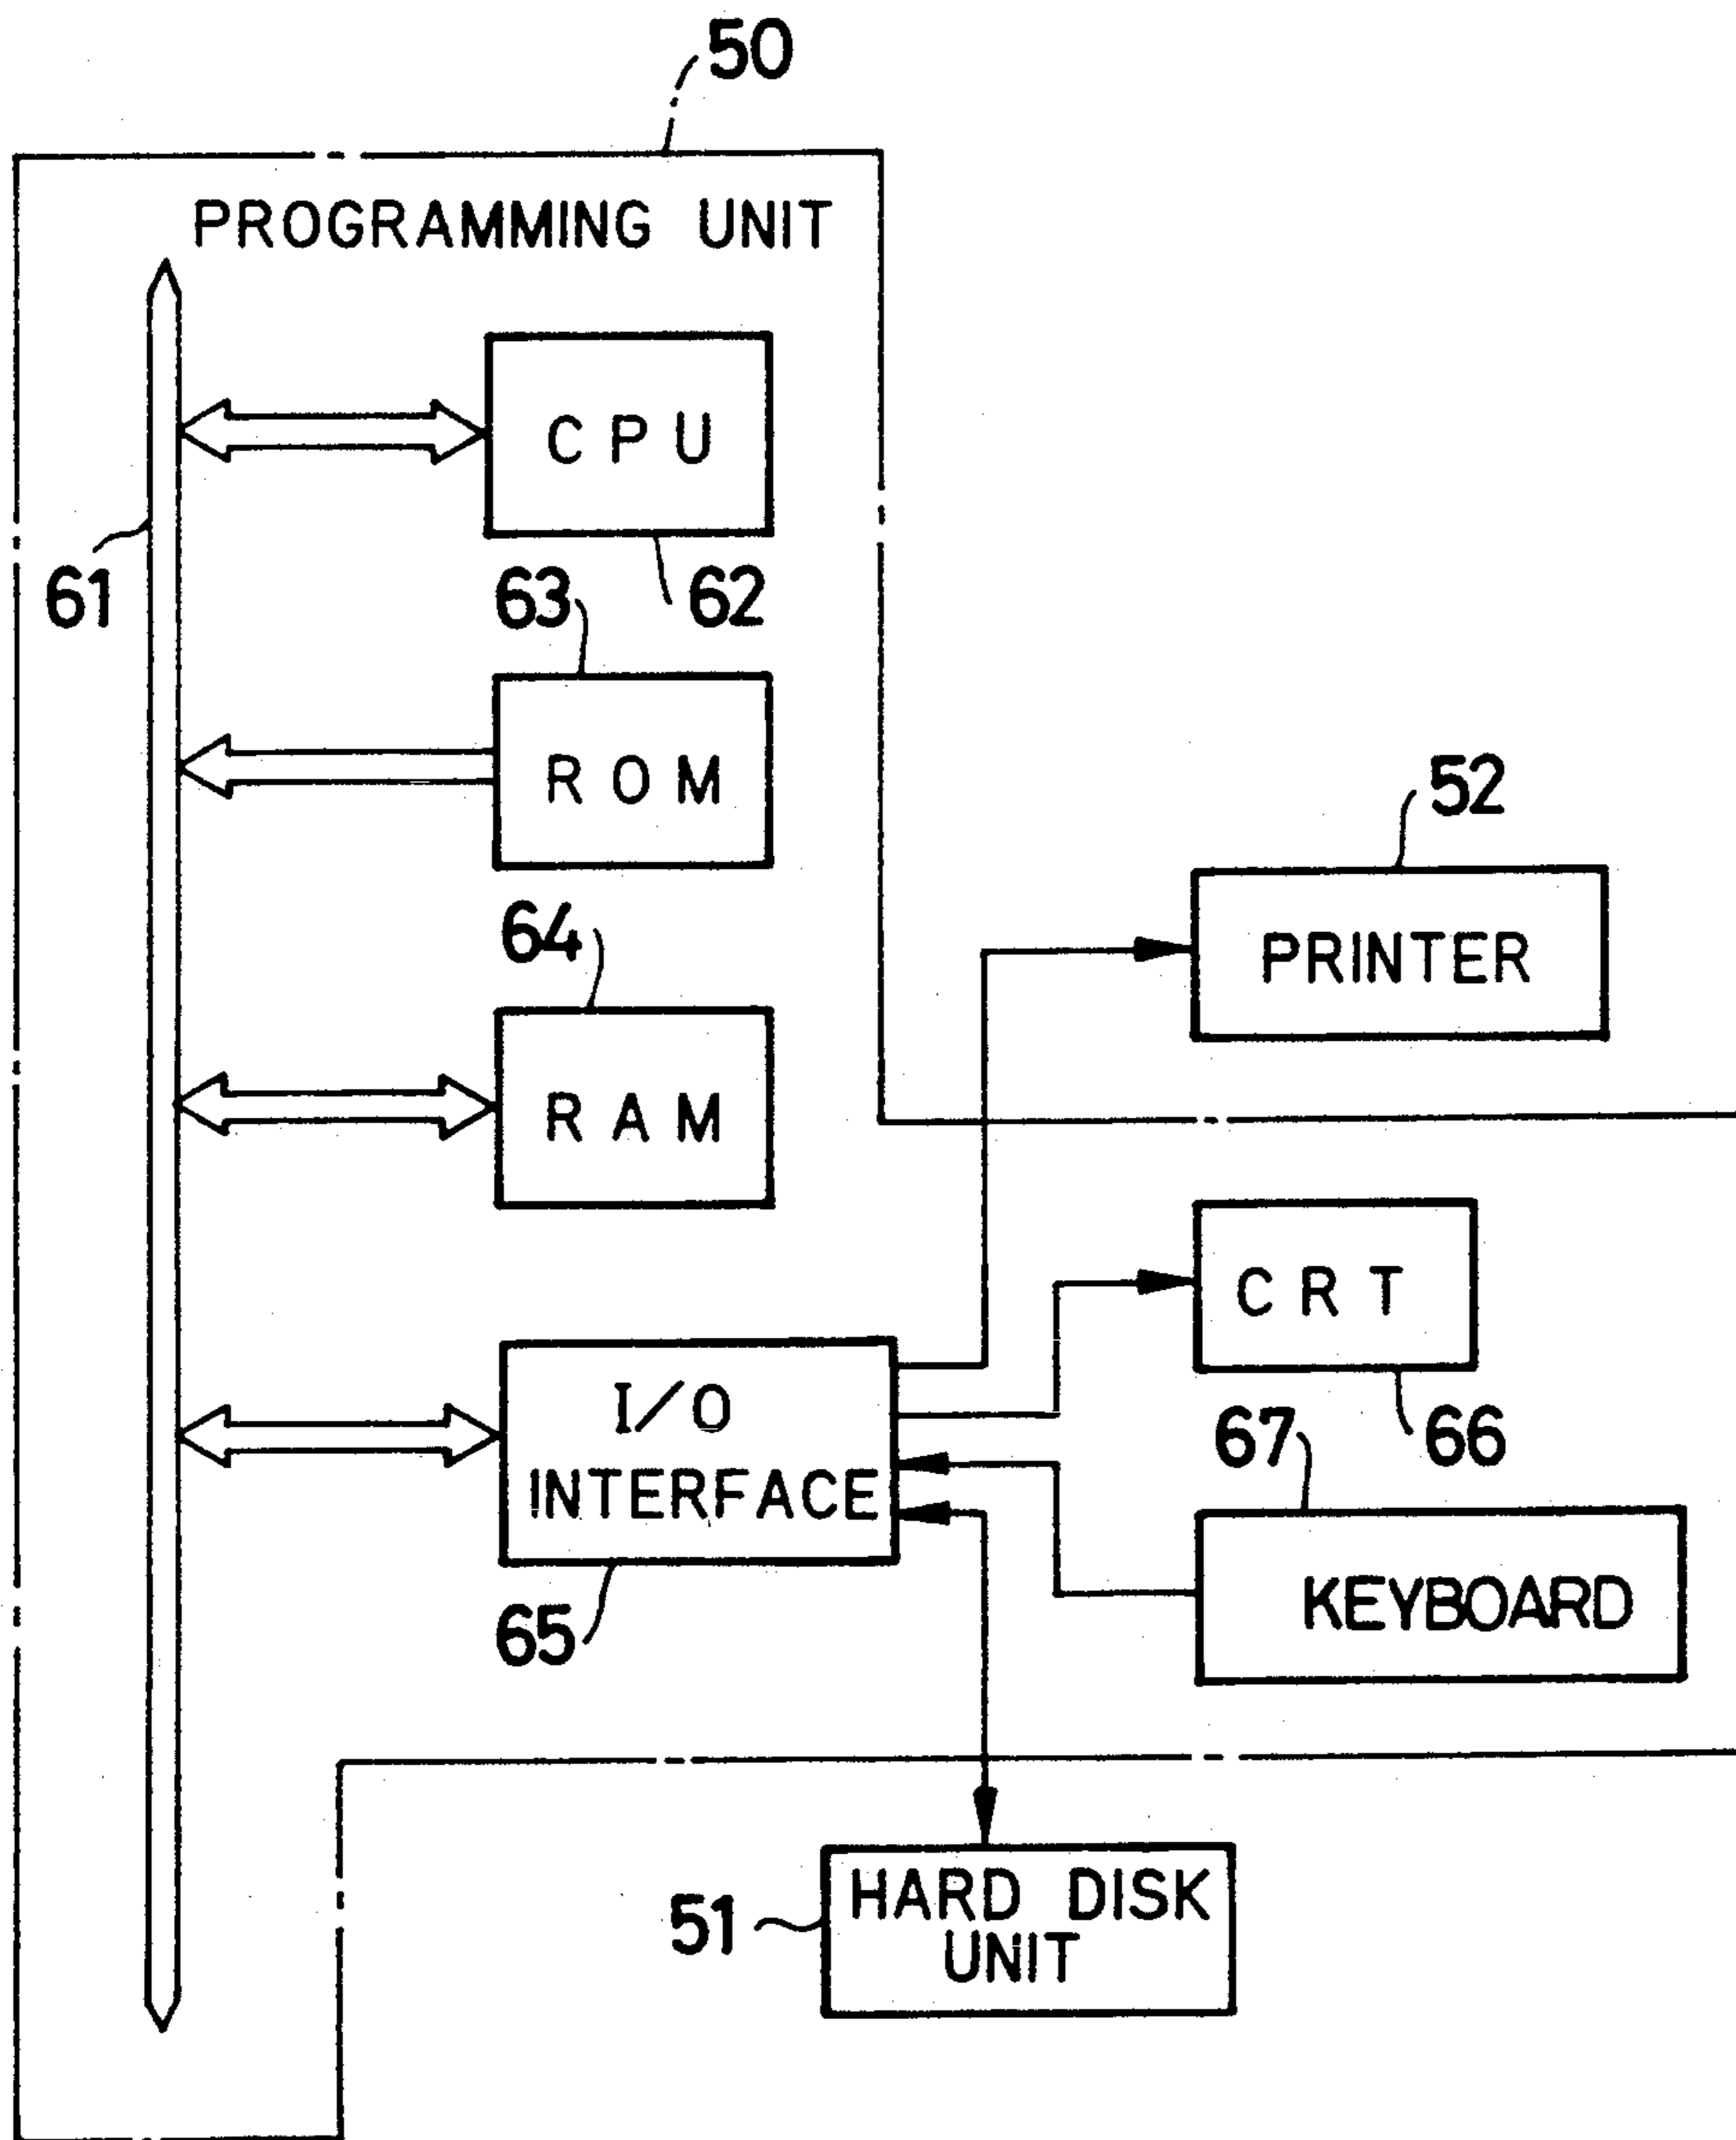 50
PROGRAMMING UNIT
CPU
61
62
63
ROM
52
PRINTER
64
RAM
CRT
66
I/O
INTERFACE
65
67
KEYBOARD
51
HARD DISK
UNIT